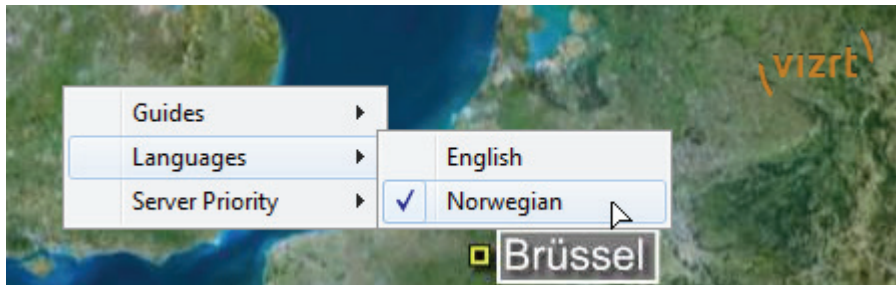 vizrt
Guides
Languages
English
Server Priority
Norwegian
Brüssel